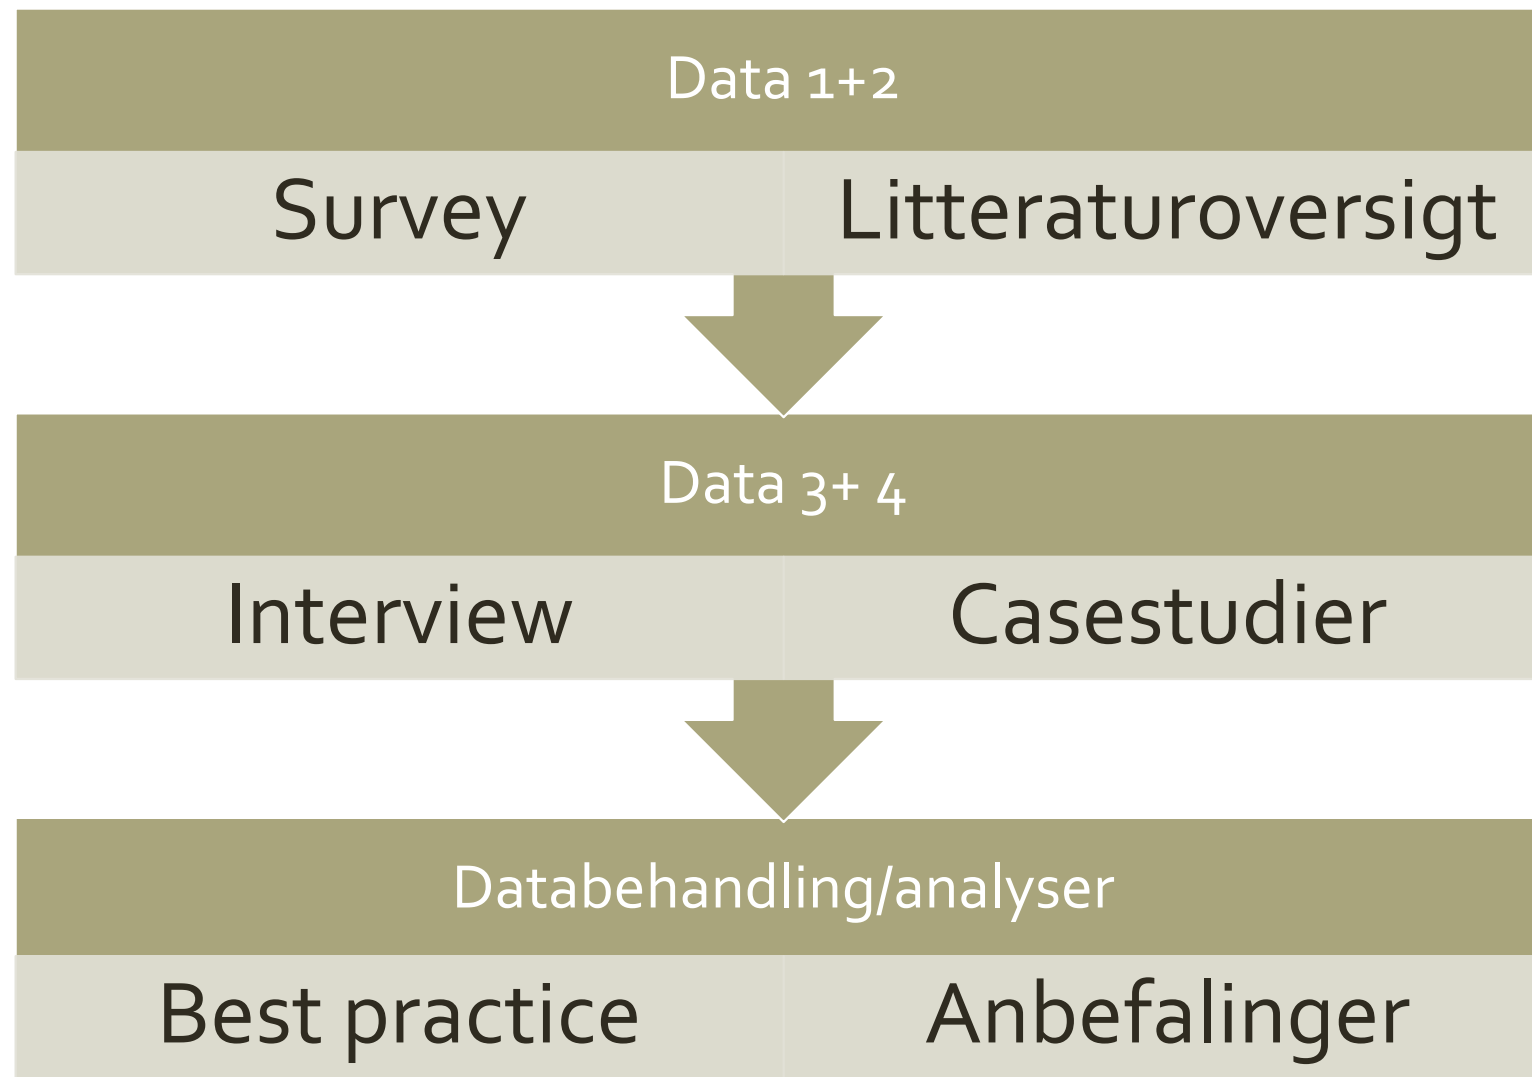 Data 1+2
Survey
Litteraturoversigt
Data 3+ 4
Interview
Casestudier
Databehandling/analyser
Best practice
Anbefalinger